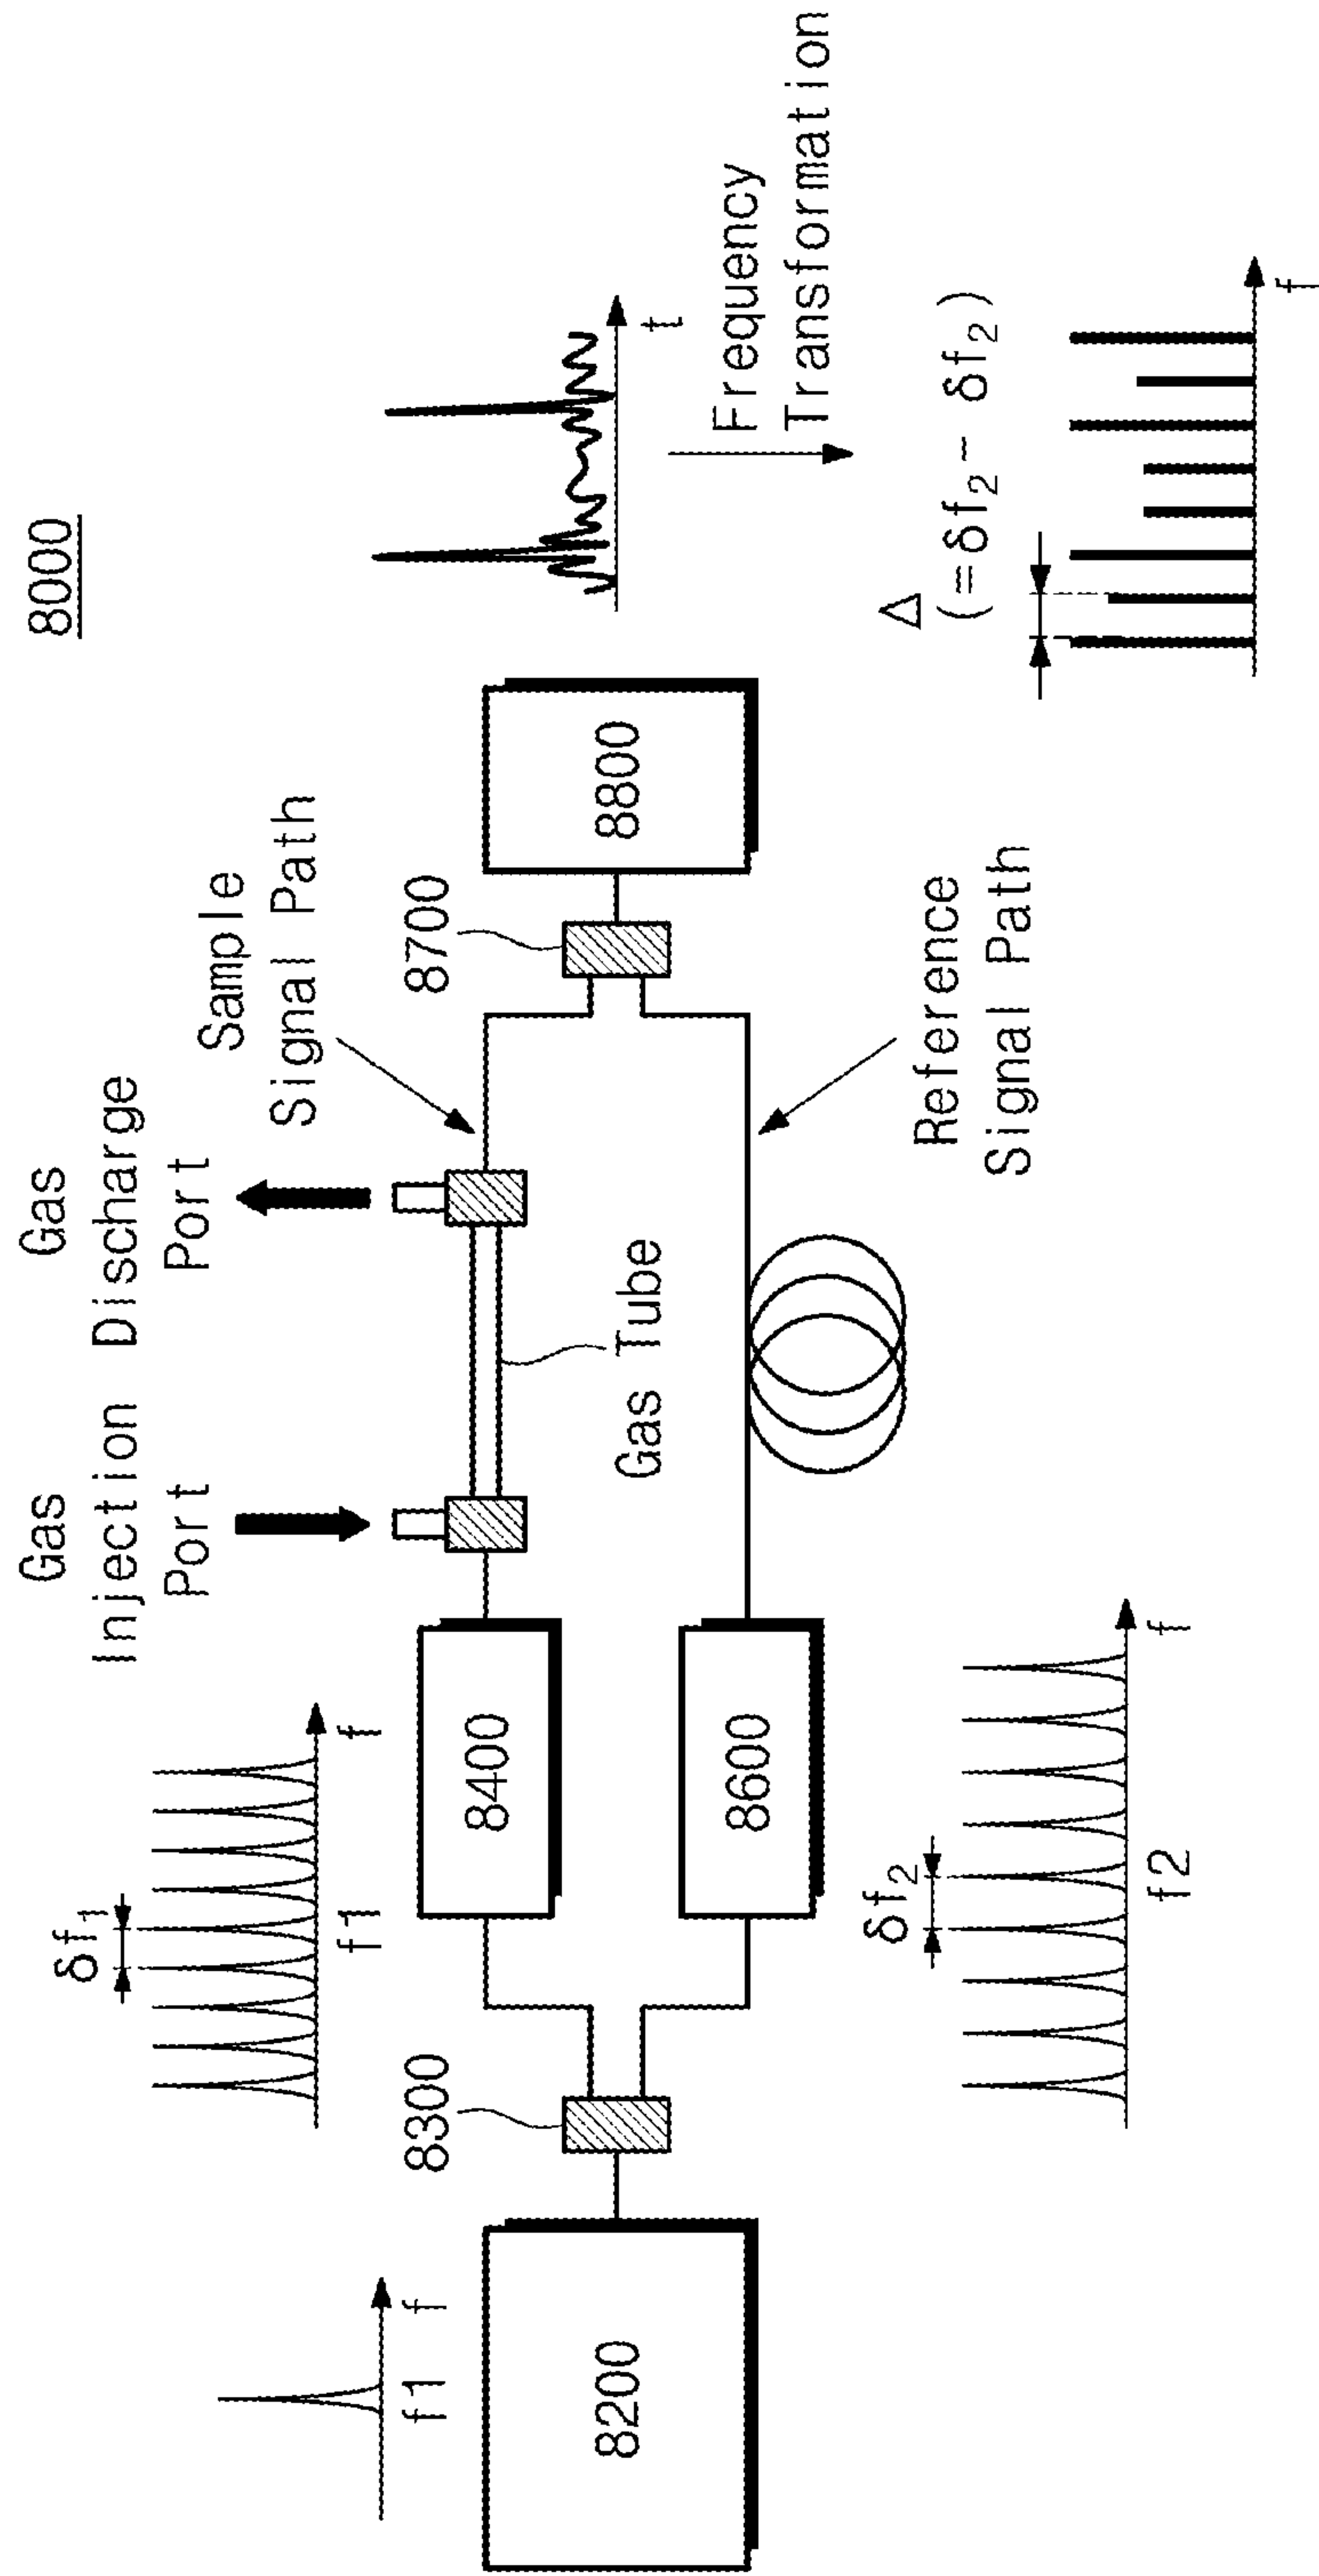 8000
Gas
Injection
Port
Gas
Discharge
Port
Sample
Signal Path
δf₁
f1
f
f1
f
8200
8300
8400
8600
Gas Tube
8700
8800
Reference
Signal Path
δf₂
f2
f
t
Frequency
Transformation
Δ
(=δf₂- δf₂)
f